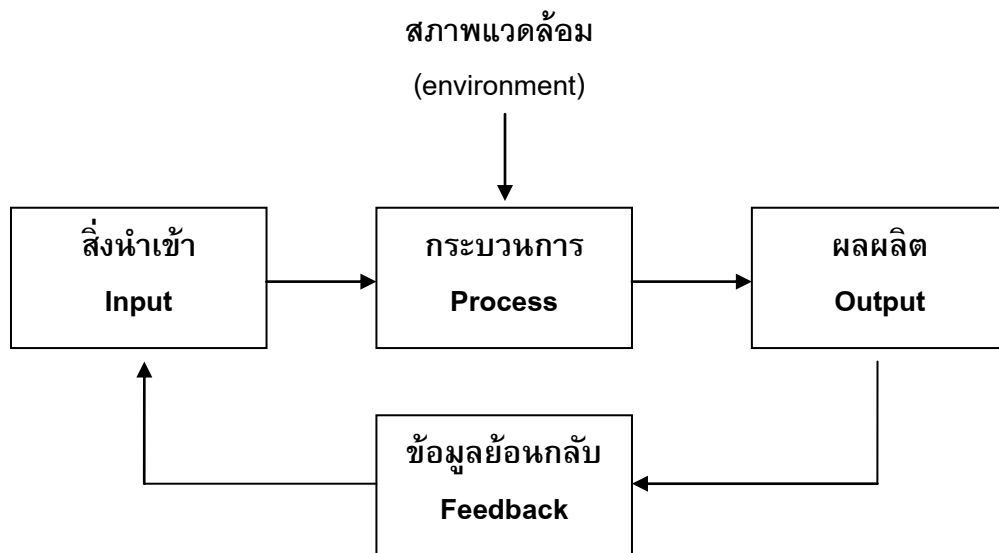 สภาพแวดล้อม
(environment)
สิ่งนำเข้า
Input
กระบวนการ
Process
ผลผลิต
Output
ข้อมูลย้อนกลับ
Feedback